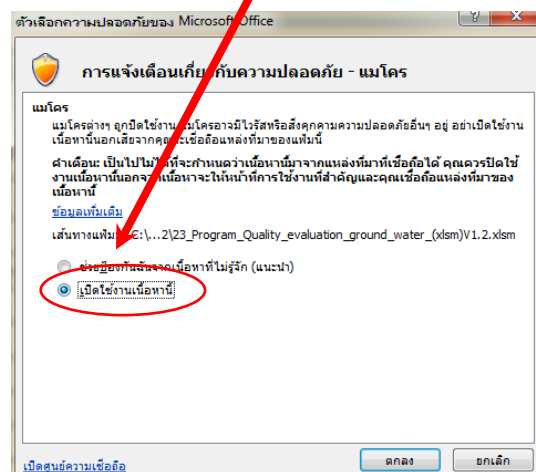 ตัวเลือกความปลอดภัยของ Microsoft Office
การแจ้งเตือนเกี่ยวกับความปลอดภัย - แมโคร
แมโคร
แมโครต่างๆ ถูกปิดใช้งาน แมโครอาจมีไวรัสหรือสิ่งคุกคามความปลอดภัยอื่นๆ อยู่ อย่าเปิดใช้งาน
เนื้อหานี้นอกเสียจากคุณจะเชื่อถือแหล่งที่มาของแฟ้มนี้
คำเตือน: เป็นไปไม่ได้ที่จะกำหนดว่าเนื้อหานี้มาจากแหล่งที่มาที่เชื่อถือได้ คุณควรปิดใช้
งานเนื้อหานี้นอกจากเนื้อหาจะให้หน้าที่การใช้งานที่สำคัญและคุณเชื่อถือแหล่งที่มาของ
เนื้อหานี้
ข้อมูลเพิ่มเติม
เส้นทางแฟ้ม: C:\...2\23_Program_Quality_evaluation_ground_water_(xlsm)V1.2.xlsm
ช่วยป้องกันฉันจากเนื้อหาที่ไม่รู้จัก (แนะนำ)
เปิดใช้งานเนื้อหานี้
เปิดศูนย์ความเชื่อถือ
ตกลง
ยกเลิก